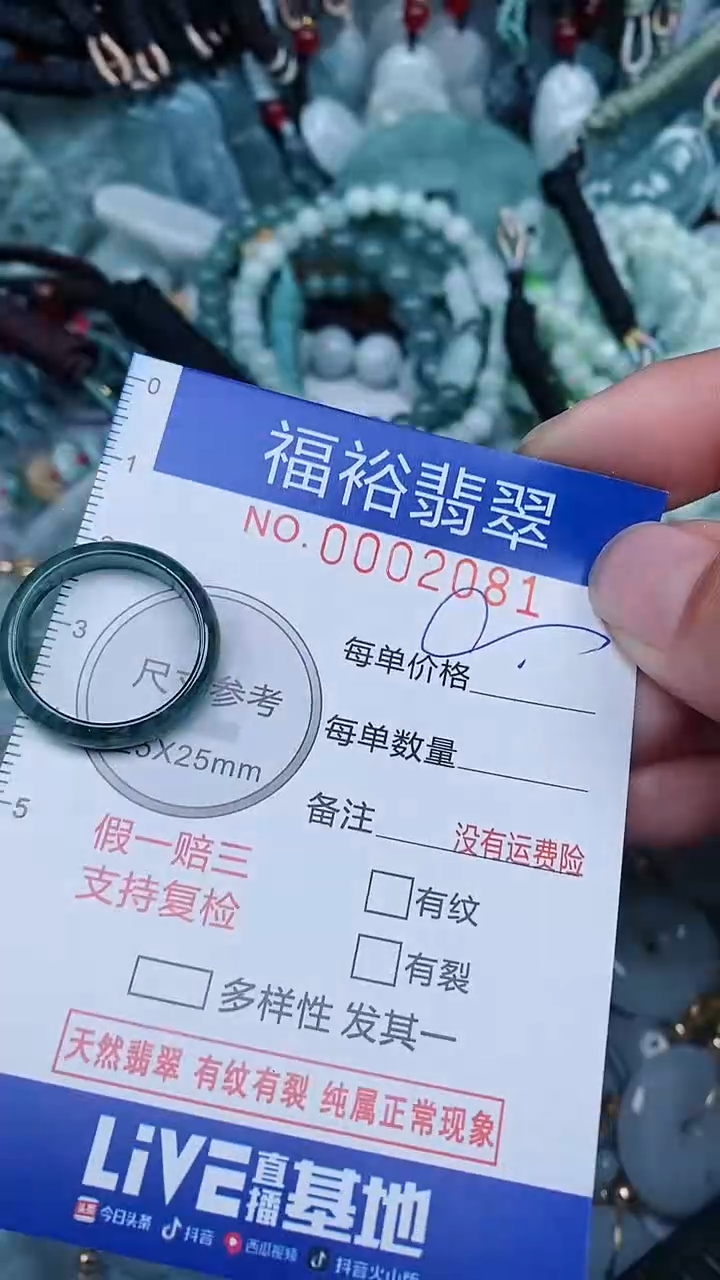 0
福裕翡翠
1
NO.0002081
3
每单价格
尺寸参考
每单数量
25X25mm
5
备注 没有运费险
假一赔三
支持复检
有纹
有裂
多样性 发其一
天然翡翠 有纹有裂 纯属正常现象
LiVE直播基地
头条 今日头条 抖音 西瓜视频 抖音火山版